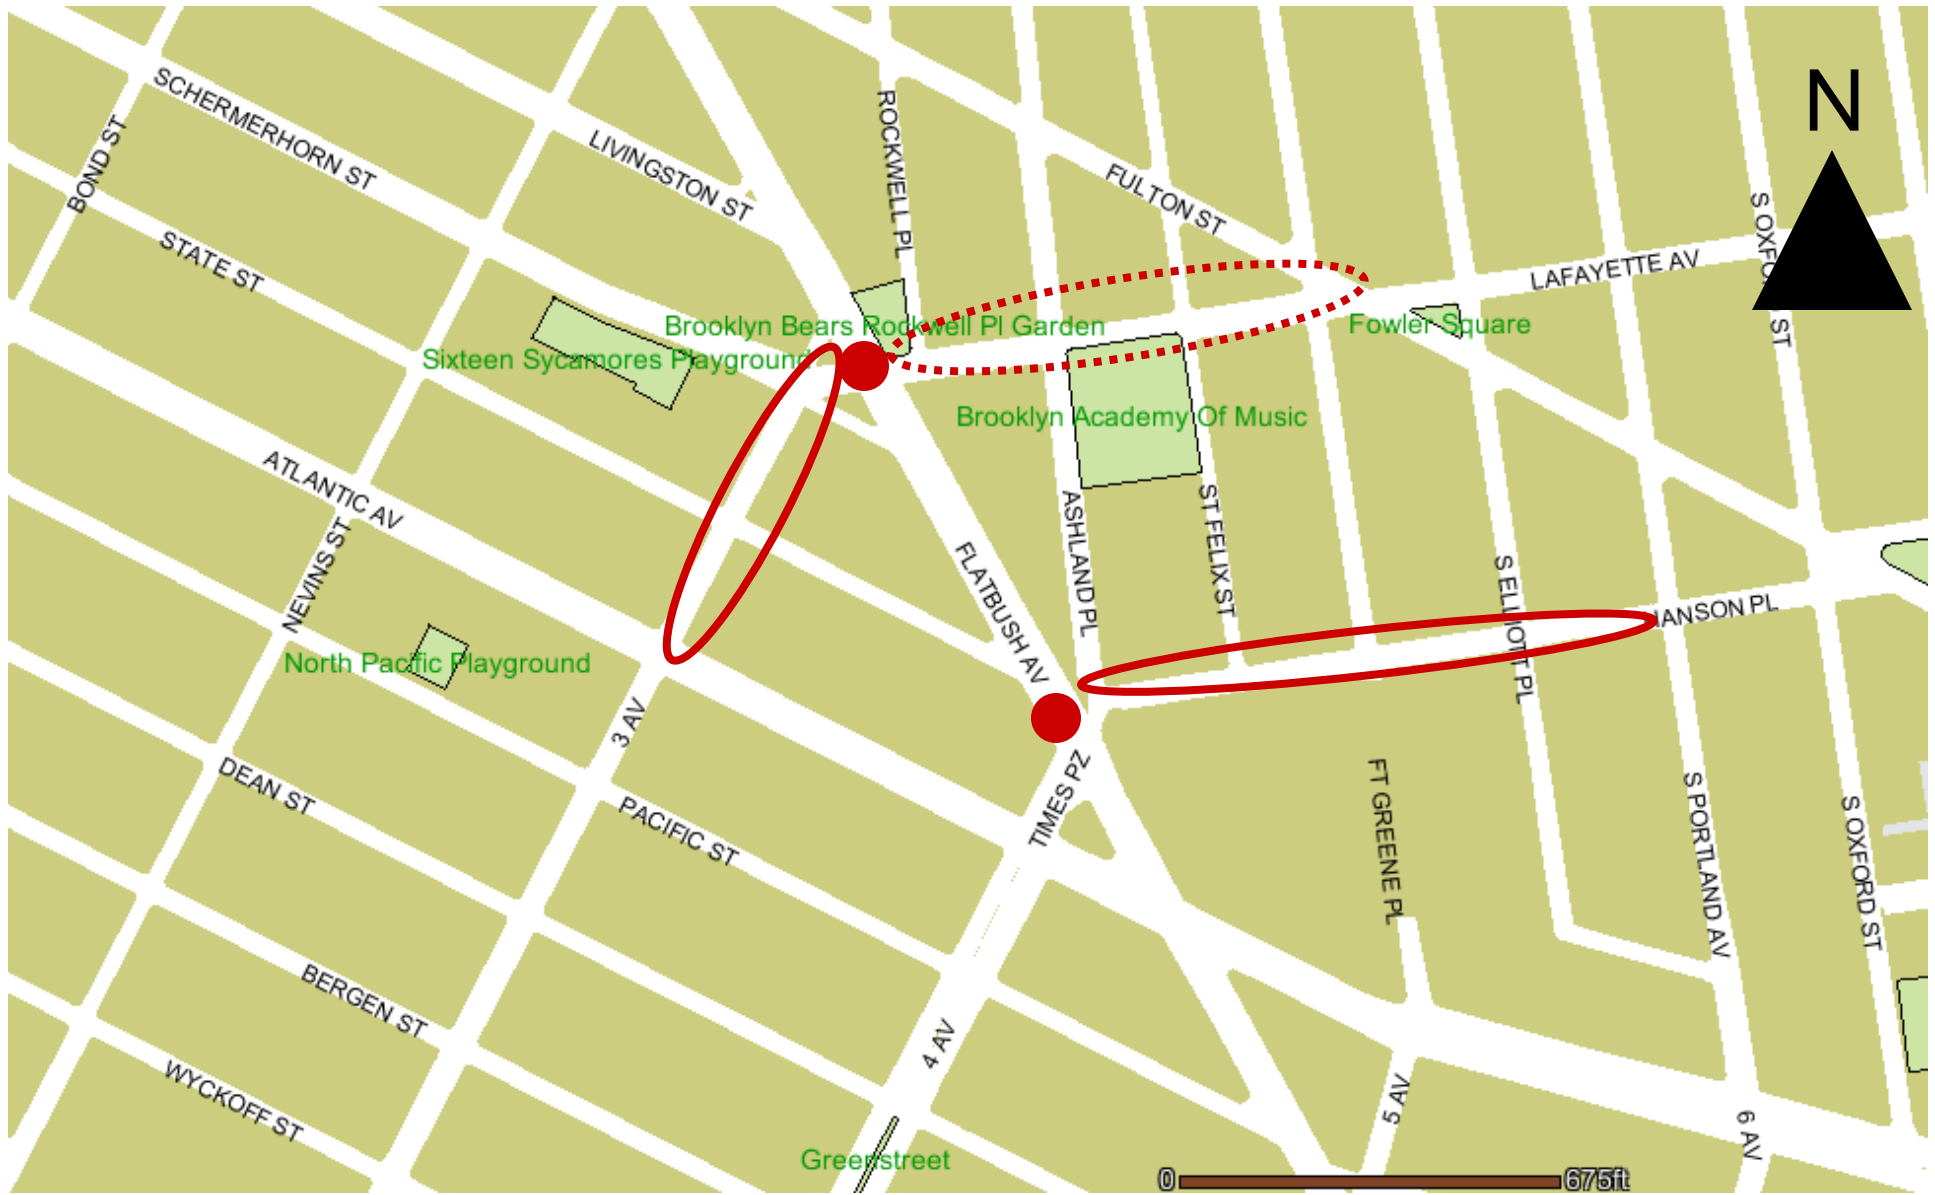 N
SCHERMERHORN ST
BOND ST
LIVINGSTON ST
ROCKWELL PL
FULTON ST
S OXFORD ST
STATE ST
LAFAYETTE AV
Brooklyn Bears Rockwell Pl Garden
Fowler Square
Sixteen Sycamores Playground
Brooklyn Academy Of Music
ATLANTIC AV
NEVINS ST
FLATBUSH AV
ASHLAND PL
ST FELIX ST
S ELLIOTT PL
HANSON PL
North Pacific Playground
3 AV
TIMES PZ
DEAN ST
PACIFIC ST
FT GREENE PL
S PORTLAND AV
S OXFORD ST
BERGEN ST
4 AV
WYCKOFF ST
5 AV
6 AV
Greenstreet
0 675ft